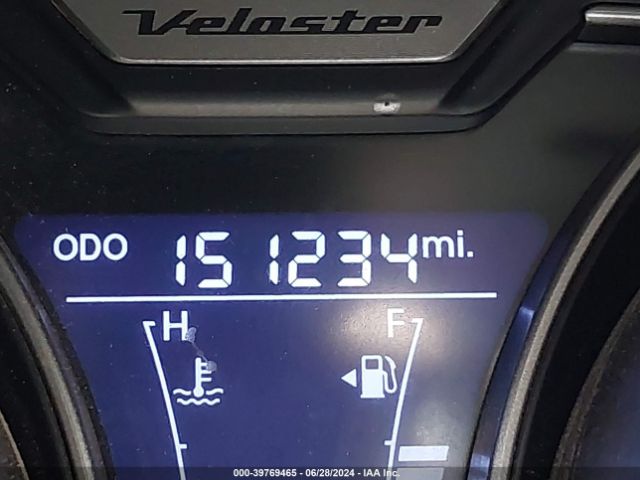 Veloster
ODO 151234 mi.
H F
000-39769465 - 06/28/2024 - IAA Inc.